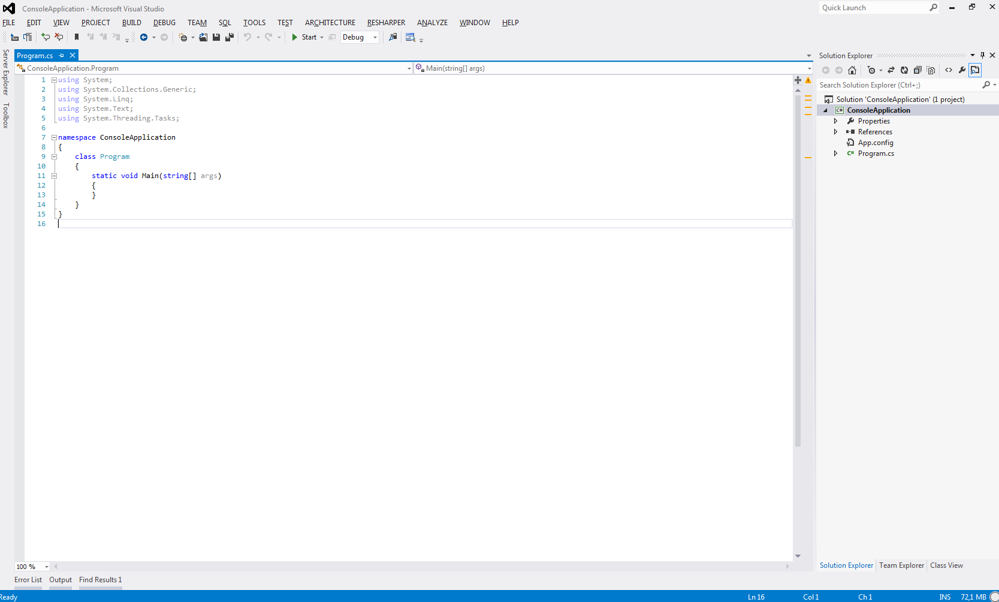 ConsoleApplication - Microsoft Visual Studio
Quick Launch
FILE EDIT VIEW PROJECT BUILD DEBUG TEAM SQL TOOLS TEST ARCHITECTURE RESHARPER ANALYZE WINDOW HELP
Start Debug
Server Explorer
Toolbox
Program.cs
ConsoleApplication.Program
Main(string[] args)
1 using System;
2 using System.Collections.Generic;
3 using System.Linq;
4 using System.Text;
5 using System.Threading.Tasks;
6
7 namespace ConsoleApplication
8 {
9 class Program
10 {
11 static void Main(string[] args)
12 {
13 }
14 }
15 }
16
100 %
Solution Explorer
Search Solution Explorer (Ctrl+;)
Solution 'ConsoleApplication' (1 project)
C# ConsoleApplication
Properties
References
App.config
C# Program.cs
Solution Explorer Team Explorer Class View
Error List Output Find Results 1
Ready Ln 16 Col 1 Ch 1 INS 72,1 MB